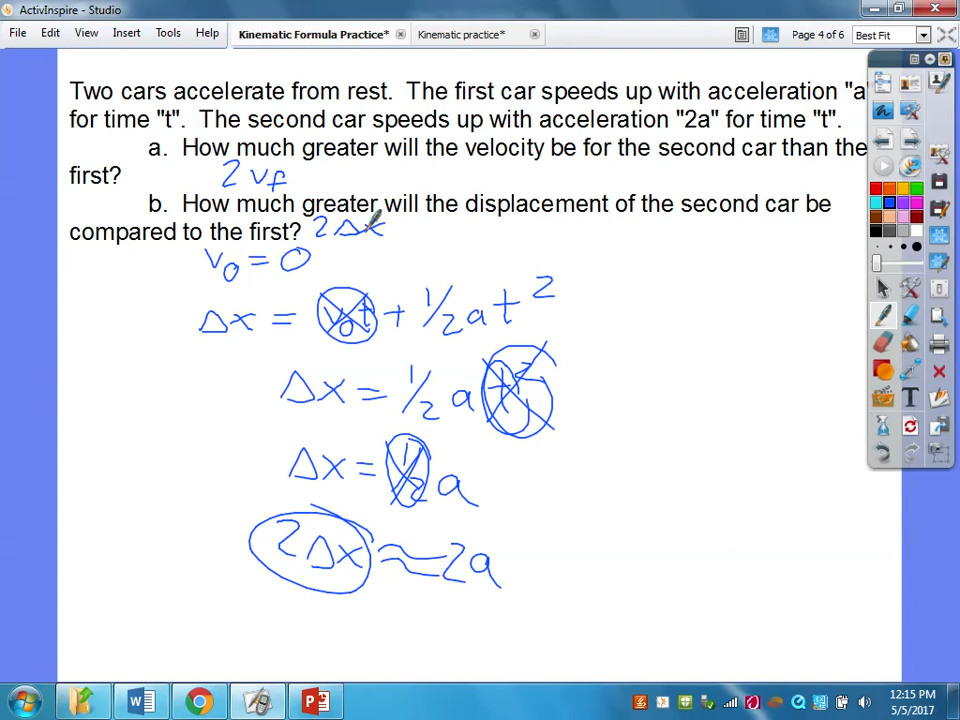 ActivInspire - Studio
File Edit View Insert Tools Help Kinematic Formula Practice* Kinematic practice* Page 4 of 6 Best Fit
Two cars accelerate from rest. The first car speeds up with acceleration "a"
for time "t". The second car speeds up with acceleration "2a" for time "t".
a. How much greater will the velocity be for the second car than the
first? 2 vf
b. How much greater will the displacement of the second car be
compared to the first? 2Δx
v0 = 0
Δx = v0t + 1/2 at2
Δx = 1/2 a t2
Δx = 1/2 a
2Δx ≈ 2a
12:15 PM
5/5/2017